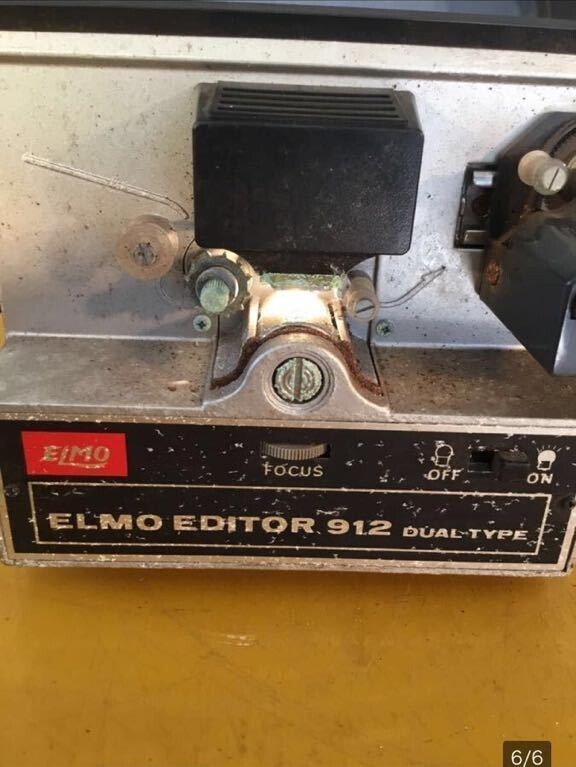 ELMO
FOCUS
OFF
ON
ELMO EDITOR 912 DUAL TYPE
6/6